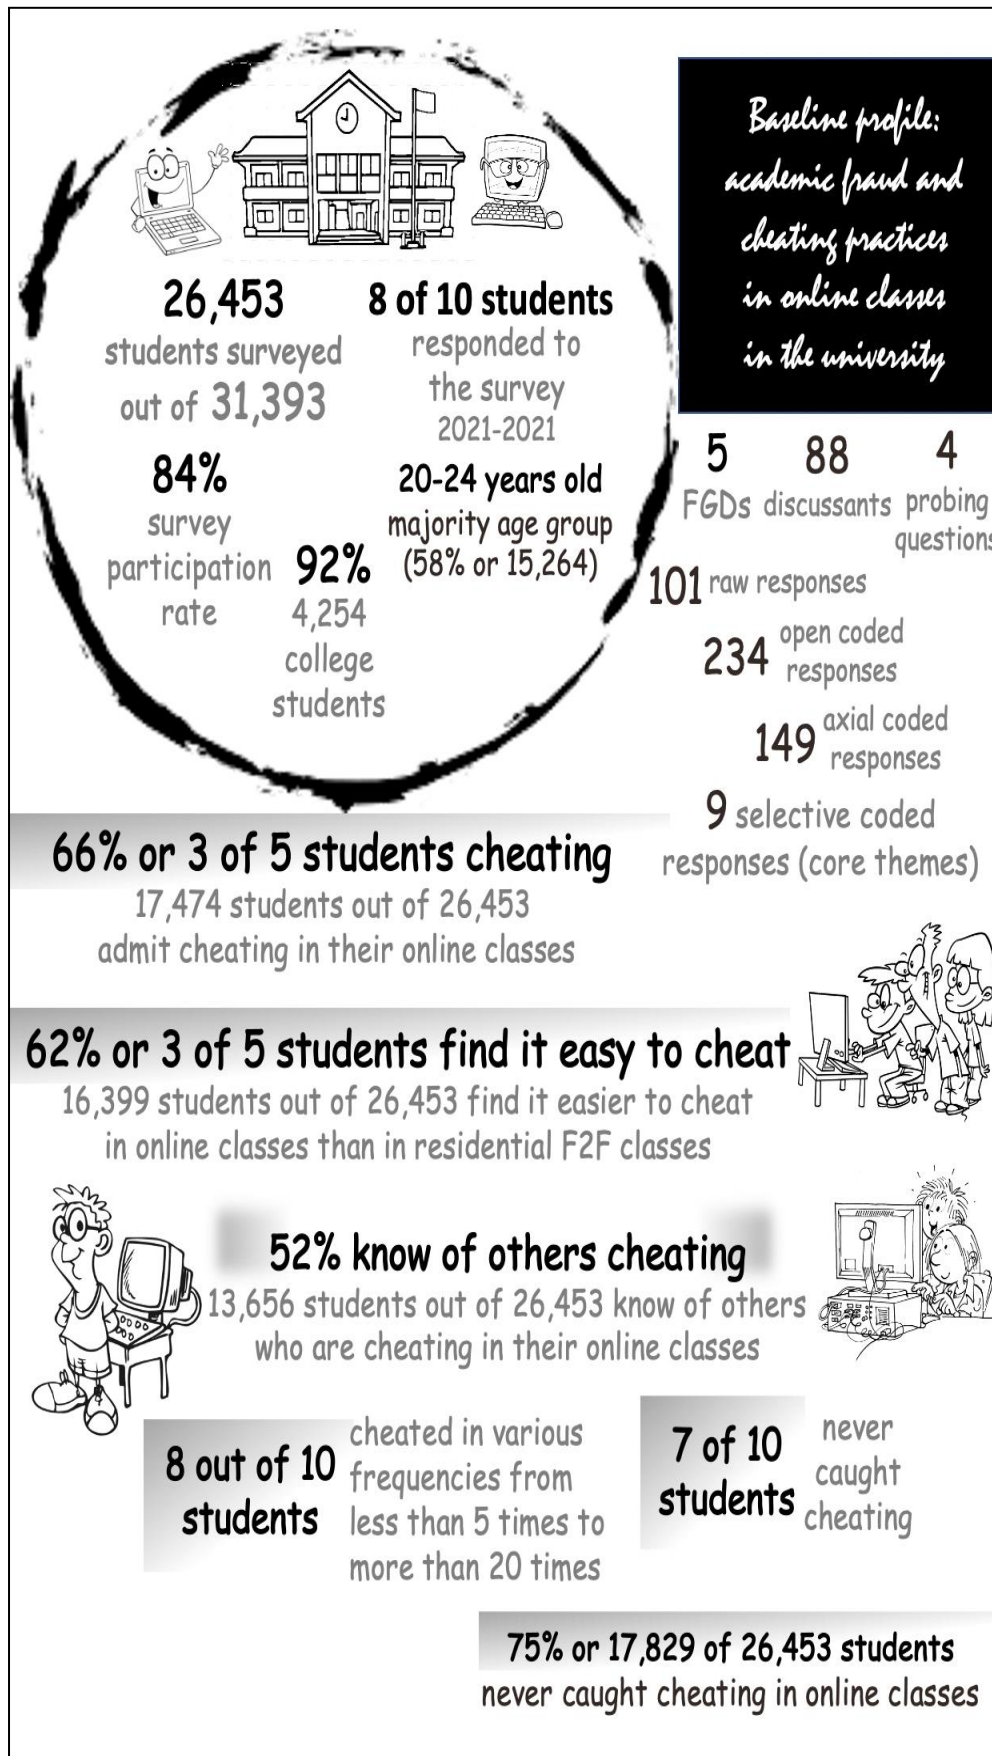 Baseline profile:
academic fraud and
cheating practices
in online classes
in the university
26,453
students surveyed
out of 31,393
8 of 10 students
responded to
the survey
2021-2021
84%
survey
participation
rate
92%
4,254
college
students
20-24 years old
majority age group
(58% or 15,264)
5
FGDs
88
discussants
4
probing
questions
101 raw responses
234 open coded
responses
149 axial coded
responses
9 selective coded
responses (core themes)
66% or 3 of 5 students cheating
17,474 students out of 26,453
admit cheating in their online classes
62% or 3 of 5 students find it easy to cheat
16,399 students out of 26,453 find it easier to cheat
in online classes than in residential F2F classes
52% know of others cheating
13,656 students out of 26,453 know of others
who are cheating in their online classes
8 out of 10
students
cheated in various
frequencies from
less than 5 times to
more than 20 times
7 of 10
students
never
caught
cheating
75% or 17,829 of 26,453 students
never caught cheating in online classes